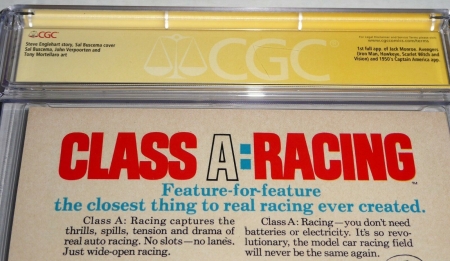 CGC
Steve Englehart story, Sal Buscema cover
Sal Buscema, John Verpoorten and
Tony Mortellaro art
1st full app. of Jack Monroe. Avengers
(Iron Man, Hawkeye, Scarlet Witch and
Vision) and 1950's Captain America app.
CLASS A: RACING
TM
Feature-for-feature
the closest thing to real racing ever created.
Class A: Racing captures the
thrills, spills, tension and drama of
real auto racing. No slots—no lanes.
Just wide-open racing.
Class A: Racing—you don't need
batteries or electricity. It's so revo-
lutionary, the model car racing field
will never be the same again.